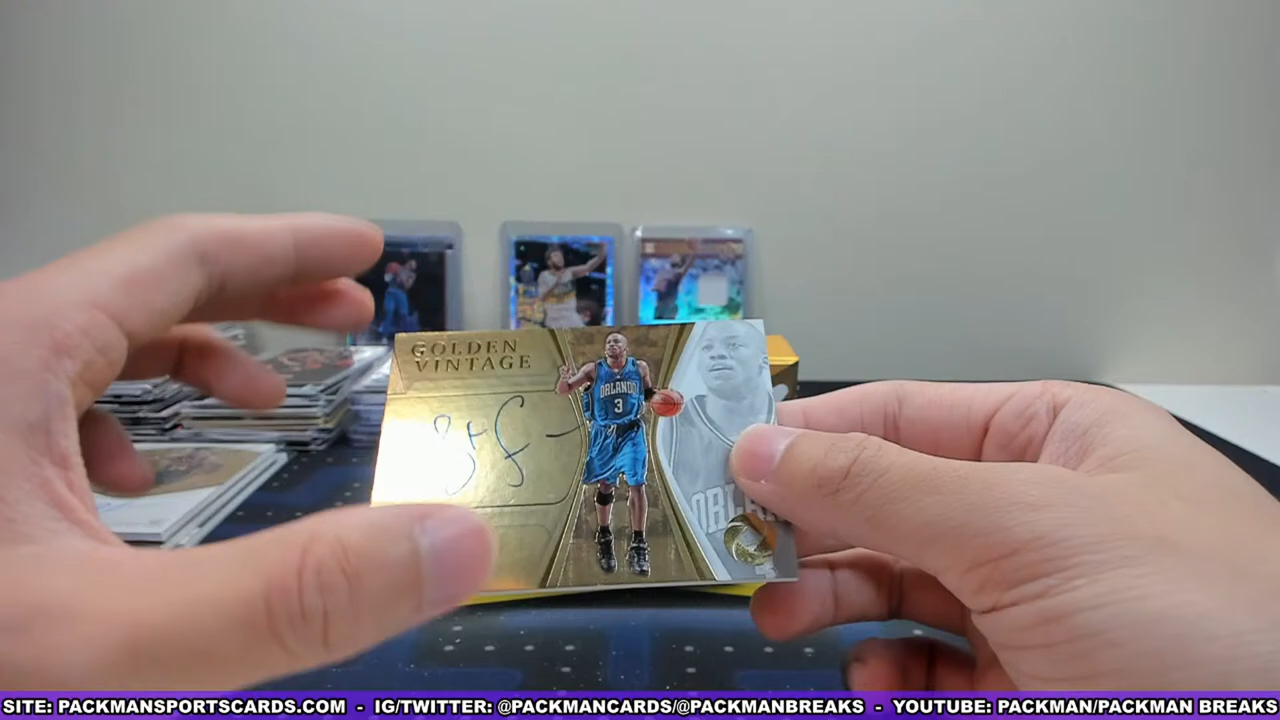 GOLDEN
VINTAGE
ORLANDO
3
SITE: PACKMANSPORTSCARDS.COM - IG/TWITTER: @PACKMANCARDS/@PACKMANBREAKS - YOUTUBE: PACKMAN/PACKMAN BREAKS